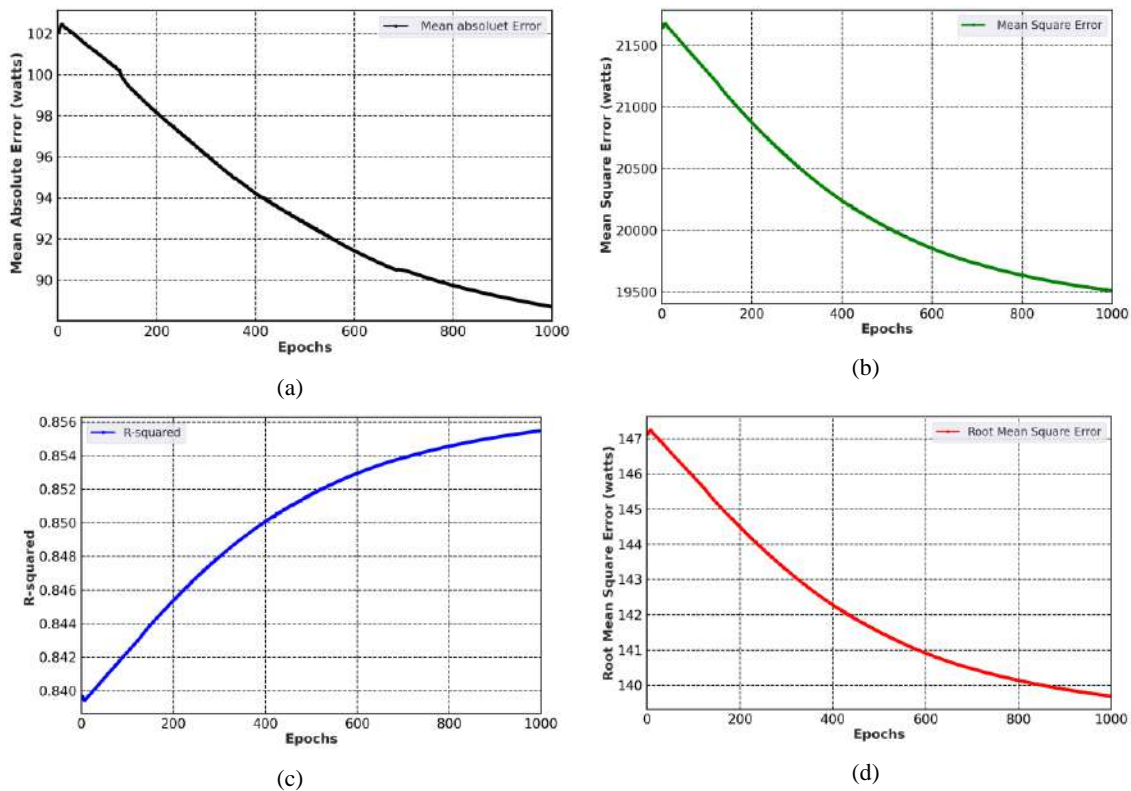 Mean absoluet Error
Mean Absolute Error (watts)
102
100
98
96
94
92
90
0 200 400 600 800 1000
Epochs
(a)
Mean Square Error
Mean Square Error (watts)
21500
21000
20500
20000
19500
0 200 400 600 800 1000
Epochs
(b)
R-squared
R-squared
0.856
0.854
0.852
0.850
0.848
0.846
0.844
0.842
0.840
0 200 400 600 800 1000
Epochs
(c)
Root Mean Square Error
Root Mean Square Error (watts)
147
146
145
144
143
142
141
140
0 200 400 600 800 1000
Epochs
(d)